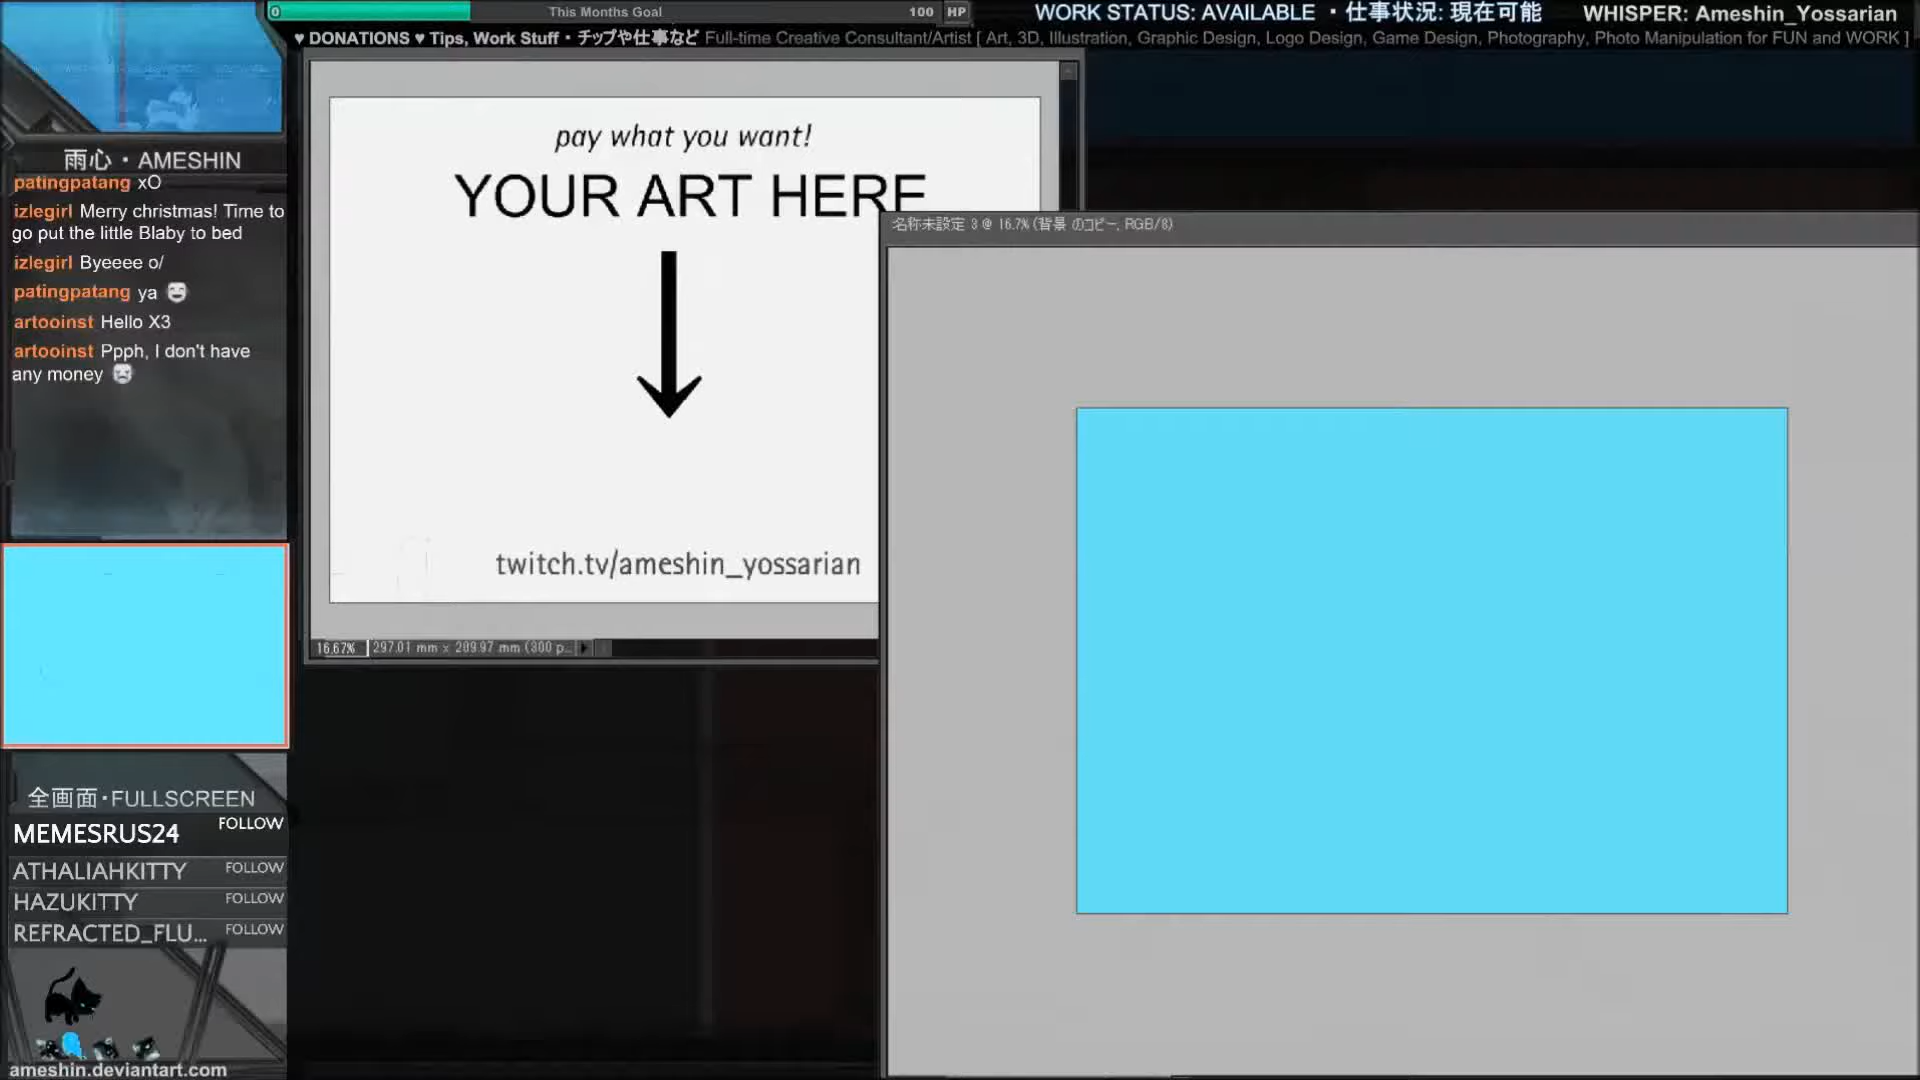 0
This Months Goal
100
HP
WORK STATUS: AVAILABLE ・仕事状況: 現在可能
WHISPER: Ameshin_Yossarian
♥ DONATIONS ♥ Tips, Work Stuff・チップや仕事など Full-time Creative Consultant/Artist [ Art, 3D, Illustration, Graphic Design, Logo Design, Game Design, Photography, Photo Manipulation for FUN and WORK ]
雨心・AMESHIN
patingpatang xO
izlegirl Merry christmas! Time to
go put the little Blaby to bed
izlegirl Byeeee o/
patingpatang ya
artooinst Hello X3
artooinst Ppph, I don't have
any money
pay what you want!
YOUR ART HERE
twitch.tv/ameshin_yossarian
16.67%
297.01 mm x 209.97 mm (300 p...
名称未設定 3 @ 16.7% (背景 のコピー, RGB/8)
全画面・FULLSCREEN
MEMESRUS24 FOLLOW
ATHALIAHKITTY FOLLOW
HAZUKITTY FOLLOW
REFRACTED_FLU... FOLLOW
ameshin.deviantart.com